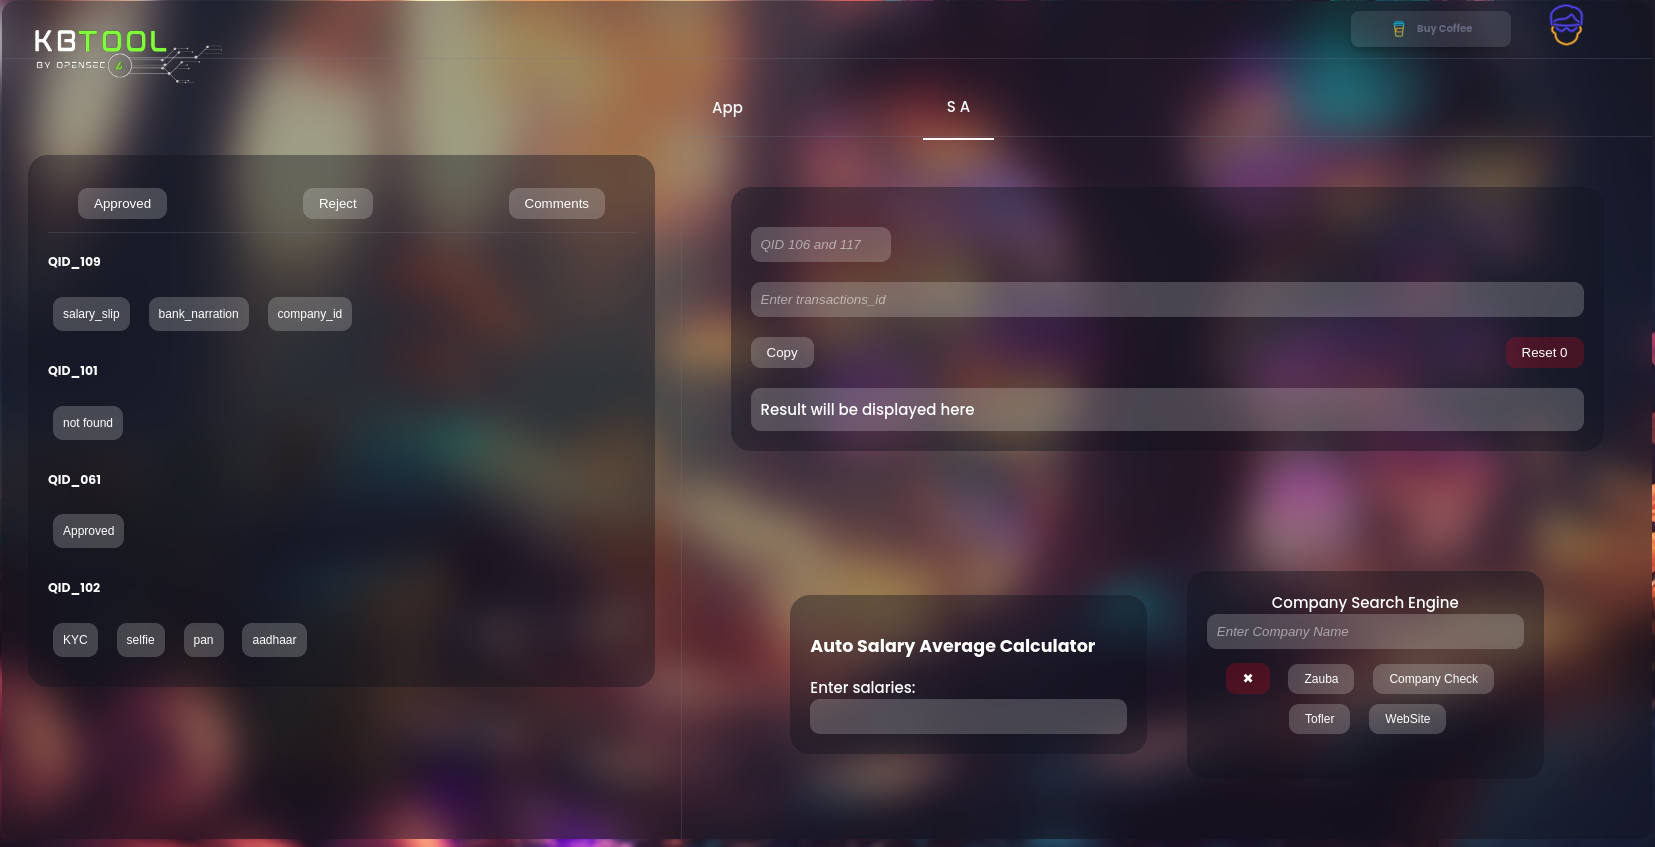 KBTOOL
BY OPENSEC 4
Buy Coffee
App
S A
Approved
Reject
Comments
QID_109
salary_slip
bank_narration
company_id
QID_101
not found
QID_061
Approved
QID_102
KYC
selfie
pan
aadhaar
QID 106 and 117
Enter transactions_id
Copy
Reset 0
Result will be displayed here
Auto Salary Average Calculator
Enter salaries:
Company Search Engine
Enter Company Name
✖
Zauba
Company Check
Tofler
WebSite